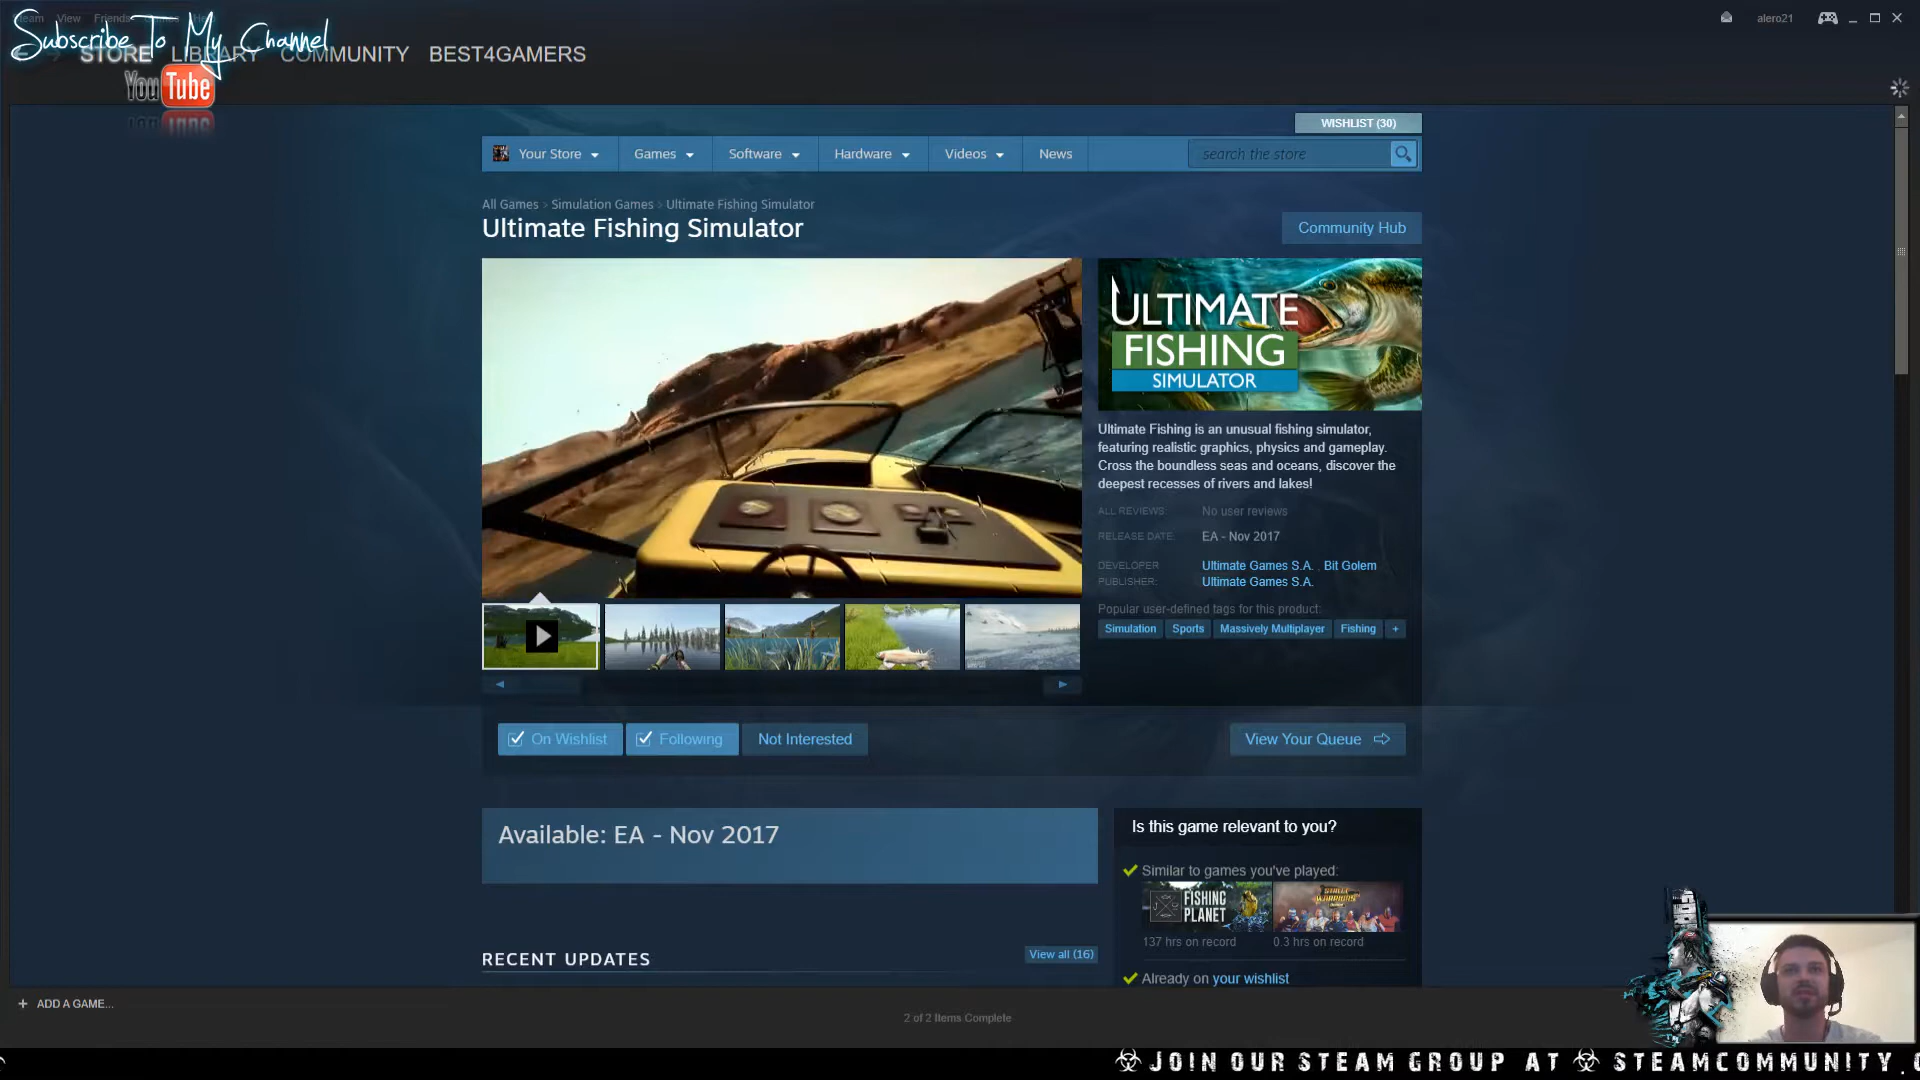 Steam View Friends
alero21
Subscribe To My Channel
STORE LIBRARY COMMUNITY BEST4GAMERS
YouTube
WISHLIST (30)
Your Store Games Software Hardware Videos News search the store
All Games > Simulation Games > Ultimate Fishing Simulator
Ultimate Fishing Simulator
Community Hub
ULTIMATE
FISHING
SIMULATOR
Ultimate Fishing is an unusual fishing simulator,
featuring realistic graphics, physics and gameplay.
Cross the boundless seas and oceans, discover the
deepest recesses of rivers and lakes!
ALL REVIEWS: No user reviews
RELEASE DATE: EA - Nov 2017
DEVELOPER Ultimate Games S.A. , Bit Golem
PUBLISHER: Ultimate Games S.A.
Popular user-defined tags for this product:
Simulation Sports Massively Multiplayer Fishing +
On Wishlist Following Not Interested View Your Queue
Available: EA - Nov 2017
Is this game relevant to you?
Similar to games you've played:
FISHING
PLANET
137 hrs on record 0.3 hrs on record
Already on your wishlist
RECENT UPDATES View all (16)
+ ADD A GAME...
2 of 2 Items Complete
JOIN OUR STEAM GROUP AT STEAMCOMMUNITY.